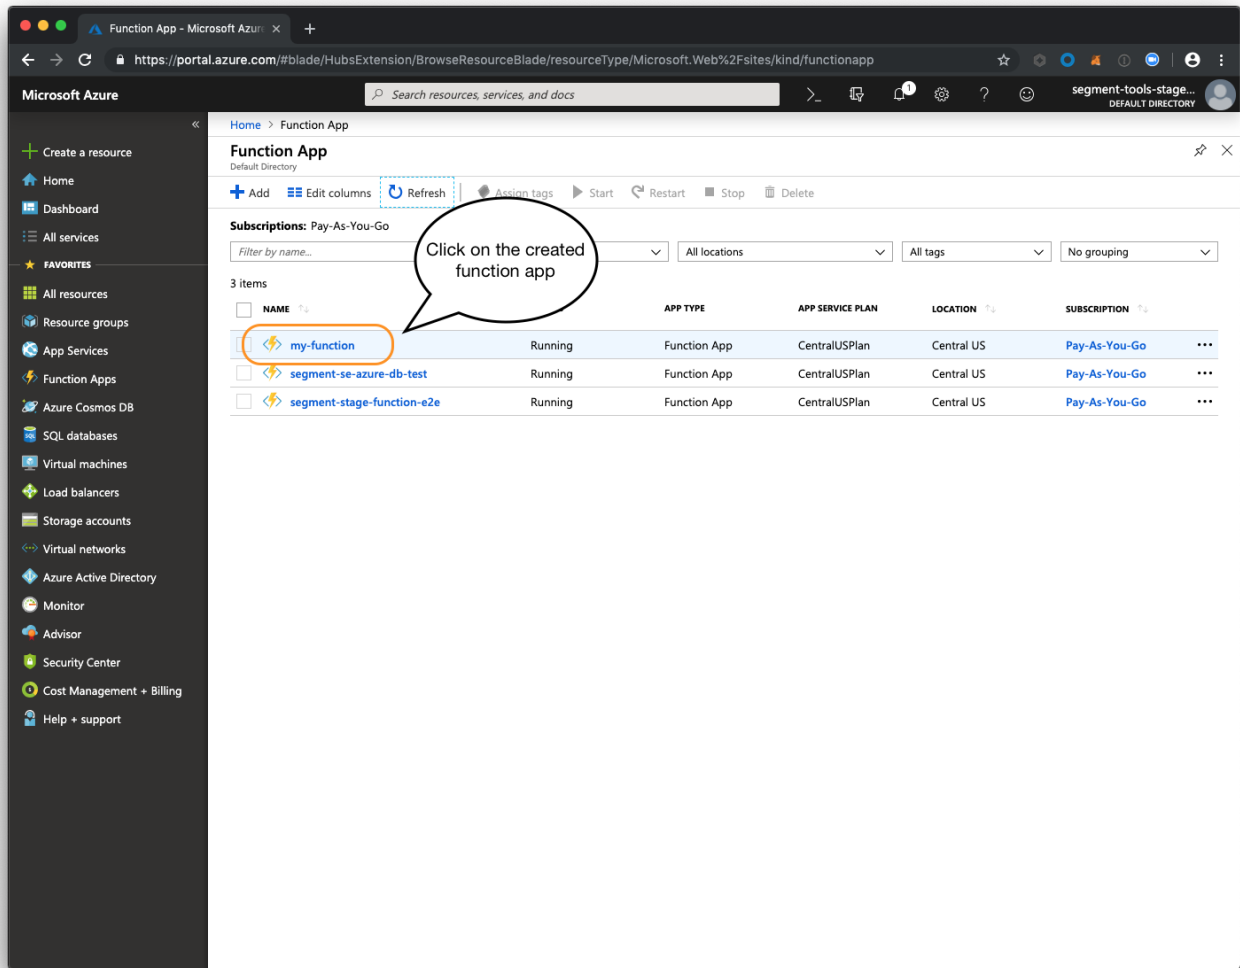 Function App - Microsoft Azur
https://portal.azure.com/#blade/HubsExtension/BrowseResourceBlade/resourceType/Microsoft.Web%2Fsites/kind/functionapp
Microsoft Azure
Search resources, services, and docs
1
segment-tools-stage...
DEFAULT DIRECTORY
Create a resource
Home
Dashboard
All services
FAVORITES
All resources
Resource groups
App Services
Function Apps
Azure Cosmos DB
SQL databases
Virtual machines
Load balancers
Storage accounts
Virtual networks
Azure Active Directory
Monitor
Advisor
Security Center
Cost Management + Billing
Help + support
Home > Function App
Function App
Default Directory
Add Edit columns Refresh Assign tags Start Restart Stop Delete
Subscriptions: Pay-As-You-Go
Filter by name... All locations All tags No grouping
Click on the created
function app
3 items
NAME APP TYPE APP SERVICE PLAN LOCATION SUBSCRIPTION
my-function Running Function App CentralUSPlan Central US Pay-As-You-Go ...
segment-se-azure-db-test Running Function App CentralUSPlan Central US Pay-As-You-Go ...
segment-stage-function-e2e Running Function App CentralUSPlan Central US Pay-As-You-Go ...